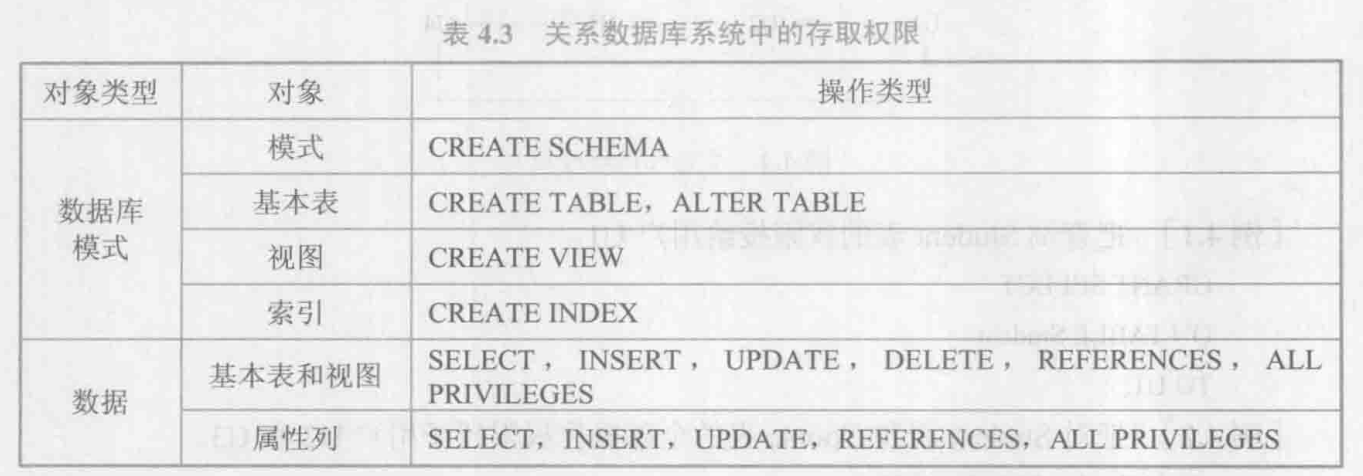 表 4.3 关系数据库系统中的存取权限
对象类型 对象 操作类型
模式 CREATE SCHEMA
数据库
模式
基本表 CREATE TABLE，ALTER TABLE
视图 CREATE VIEW
索引 CREATE INDEX
数据
基本表和视图 SELECT， INSERT， UPDATE， DELETE， REFERENCES， ALL
PRIVILEGES
属性列 SELECT，INSERT，UPDATE，REFERENCES，ALL PRIVILEGES